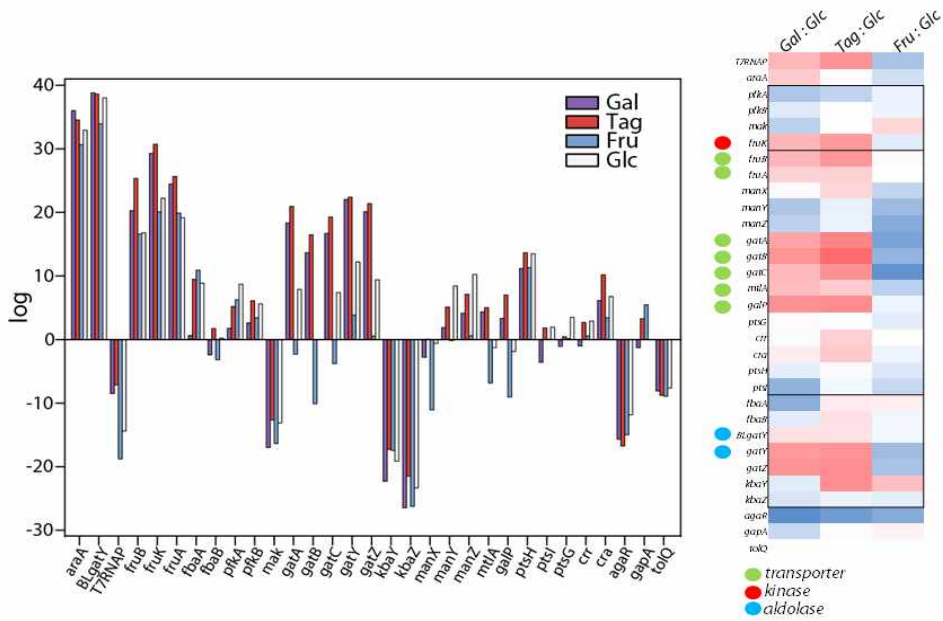 Gal : Glc
Tag : Glc
Fru : Glc
40
30
20
10
0
-10
-20
-30
log
Gal
Tag
Fru
Glc
araA
BLgatY
T7RNAP
fruB
fruK
fruA
fbaA
fbaB
pfkA
pfkB
mak
gatA
gatB
gatC
gatY
gatZ
kbaY
kbaZ
manX
manY
manZ
mtlA
galP
ptsH
ptsI
ptsG
crr
cra
agaR
gapA
tolQ
T7RNAP
araA
pfkA
pfkB
mak
fruK
fruB
fruA
manX
manY
manZ
gatA
gatB
gatC
mtlA
galP
ptsG
crr
cra
ptsH
ptsI
fbaA
fbaB
BLgatY
gatY
gatZ
kbaY
kbaZ
agaR
gapA
tolQ
transporter
kinase
aldolase